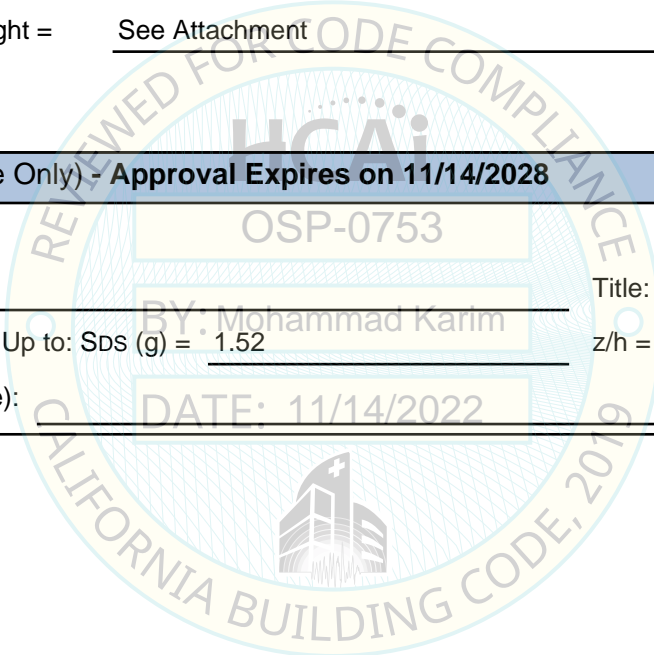 ght = See Attachment
REVIEWED FOR CODE COMPLIANCE
HCAi
e Only) - Approval Expires on 11/14/2028
OSP-0753
Title:
BY: Mohammad Karim
Up to: SDS (g) = 1.52 z/h =
e):
DATE: 11/14/2022
CALIFORNIA BUILDING CODE, 2019